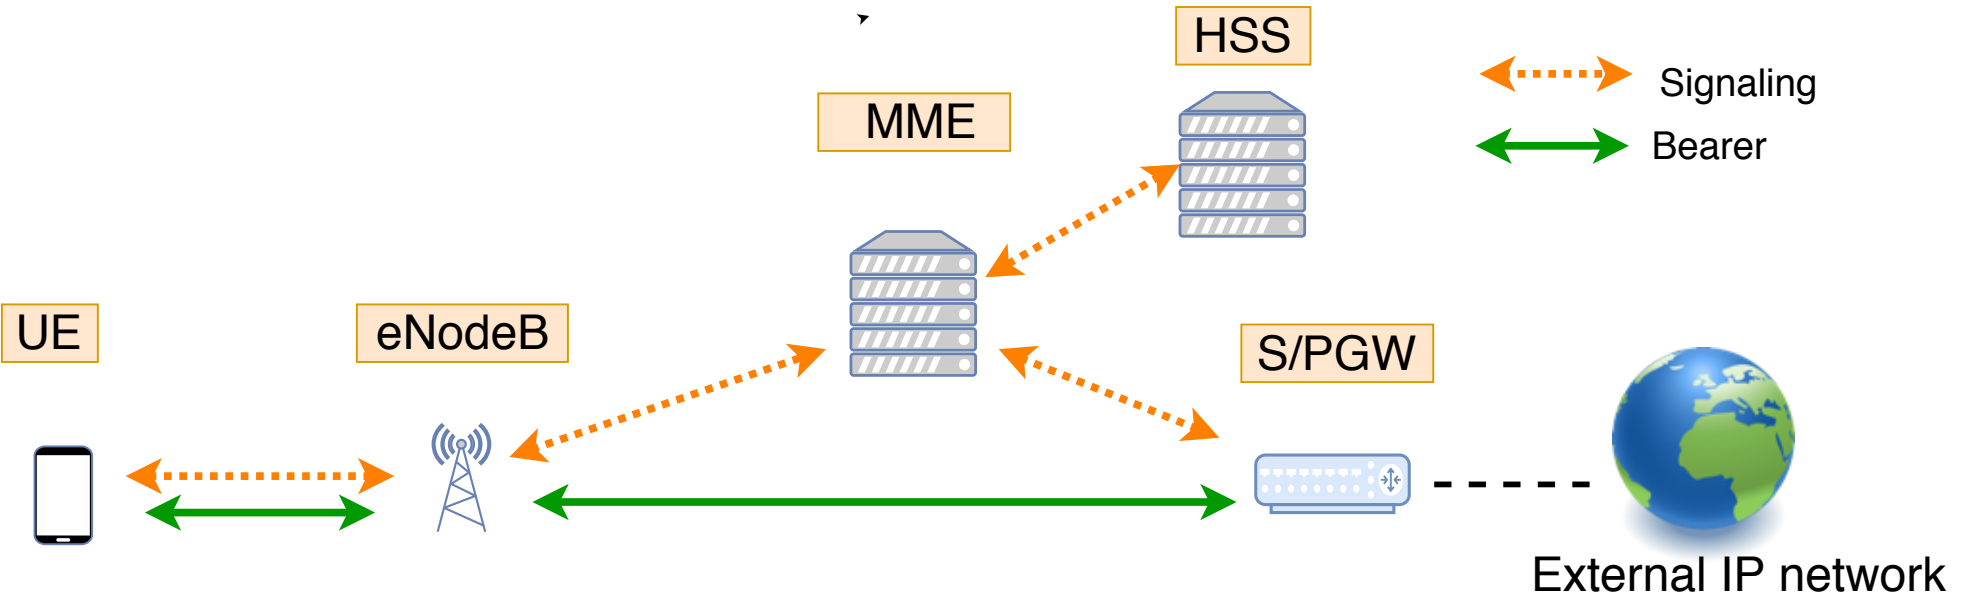 HSS
MME
Signaling
Bearer
UE
eNodeB
S/PGW
External IP network